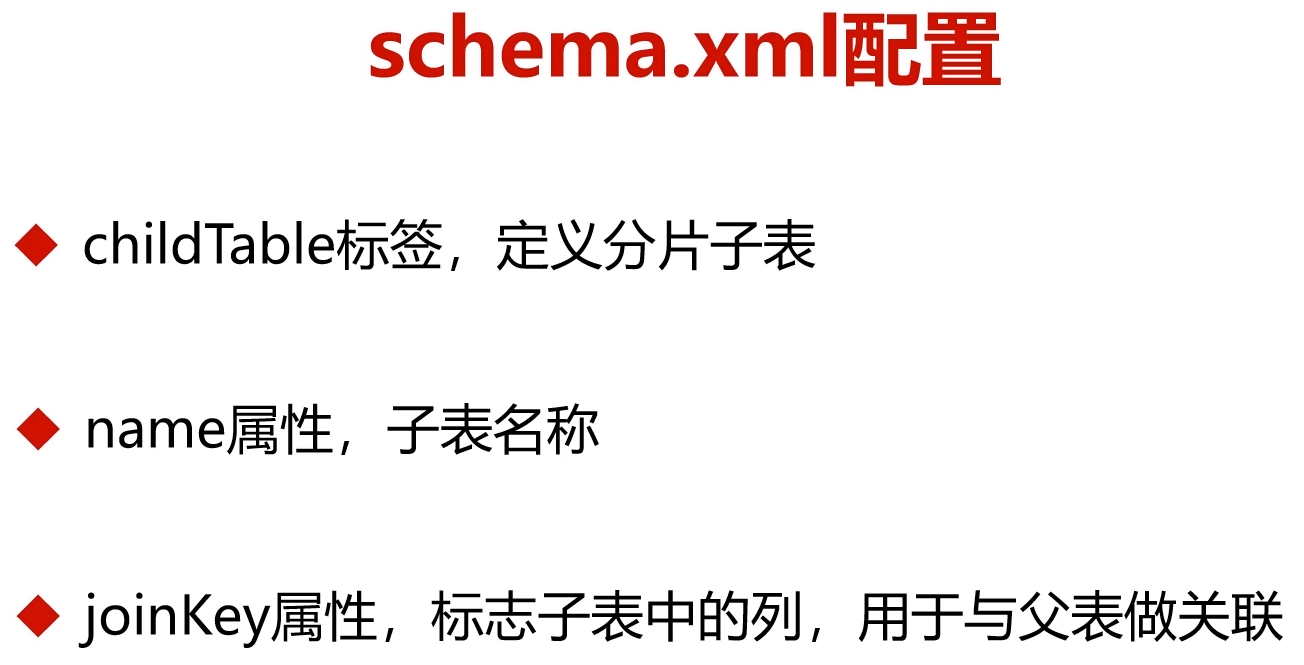 schema.xml配置
childTable标签，定义分片子表
name属性，子表名称
joinKey属性，标志子表中的列，用于与父表做关联